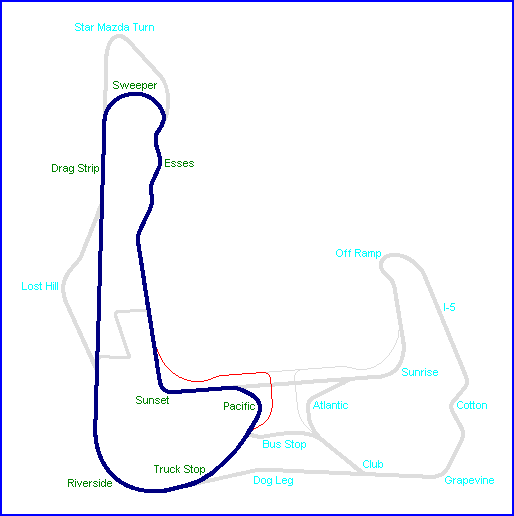 Star Mazda Turn
Sweeper
Drag Strip
Esses
Off Ramp
Lost Hill
I-5
Sunrise
Sunset
Pacific
Atlantic
Cotton
Bus Stop
Truck Stop
Club
Riverside
Dog Leg
Grapevine